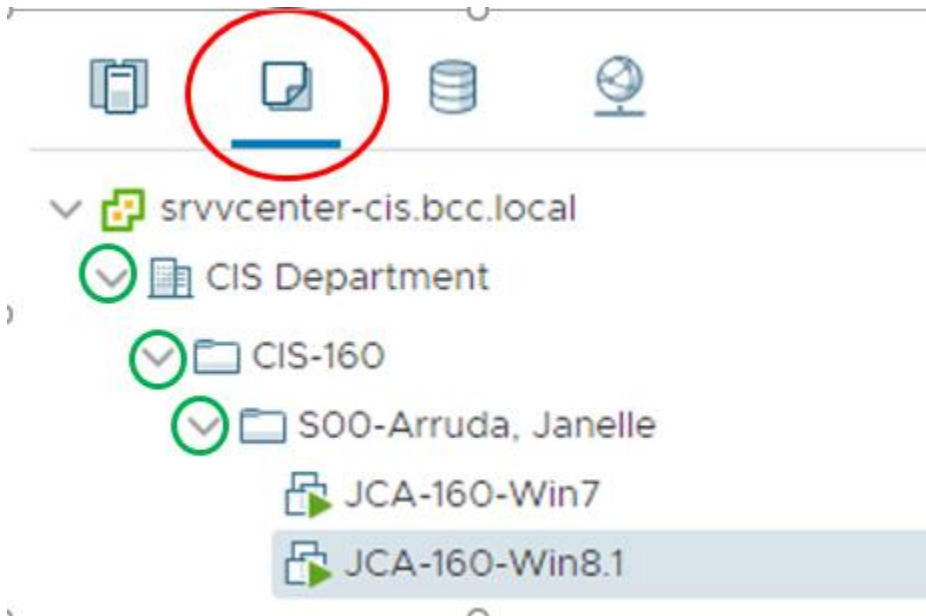 srvvcenter-cis.bcc.local
CIS Department
CIS-160
S00-Arruda, Janelle
JCA-160-Win7
JCA-160-Win8.1